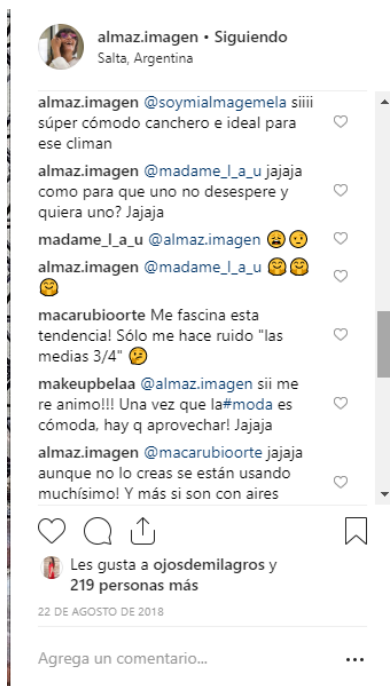 almaz.imagen • Siguiendo
Salta, Argentina
almaz.imagen @soymialmagemela siiii
súper cómodo canchero e ideal para
ese climan
almaz.imagen @madame_l_a_u jajaja
como para que uno no desespere y
quiera uno? Jajaja
madame_l_a_u @almaz.imagen 😩😕
almaz.imagen @madame_l_a_u 🤗🤗
🤗
macarubioorte Me fascina esta
tendencia! Sólo me hace ruido "las
medias 3/4" 🤔
makeupbelaa @almaz.imagen sii me
re animo!!! Una vez que la#moda es
cómoda, hay q aprovechar! Jajaja
almaz.imagen @macarubioorte jajaja
aunque no lo creas se están usando
muchísimo! Y más si son con aires
Les gusta a ojosdemilagros y
219 personas más
22 DE AGOSTO DE 2018
Agrega un comentario...